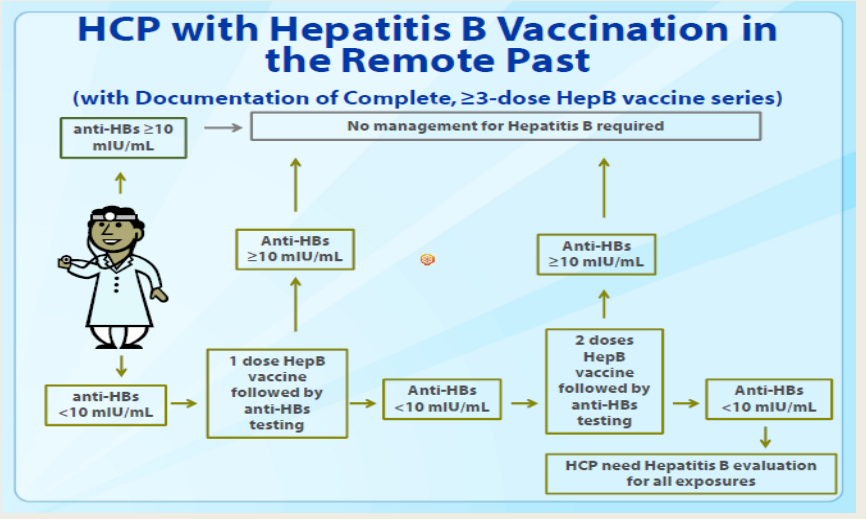 HCP with Hepatitis B Vaccination in
the Remote Past
(with Documentation of Complete, ≥3-dose HepB vaccine series)
anti-HBs ≥10
mIU/mL
No management for Hepatitis B required
Anti-HBs
≥10 mIU/mL
Anti-HBs
≥10 mIU/mL
anti-HBs
<10 mIU/mL
1 dose HepB
vaccine
followed by
anti-HBs
testing
Anti-HBs
<10 mIU/mL
2 doses
HepB
vaccine
followed by
anti-HBs
testing
Anti-HBs
<10 mIU/mL
HCP need Hepatitis B evaluation
for all exposures